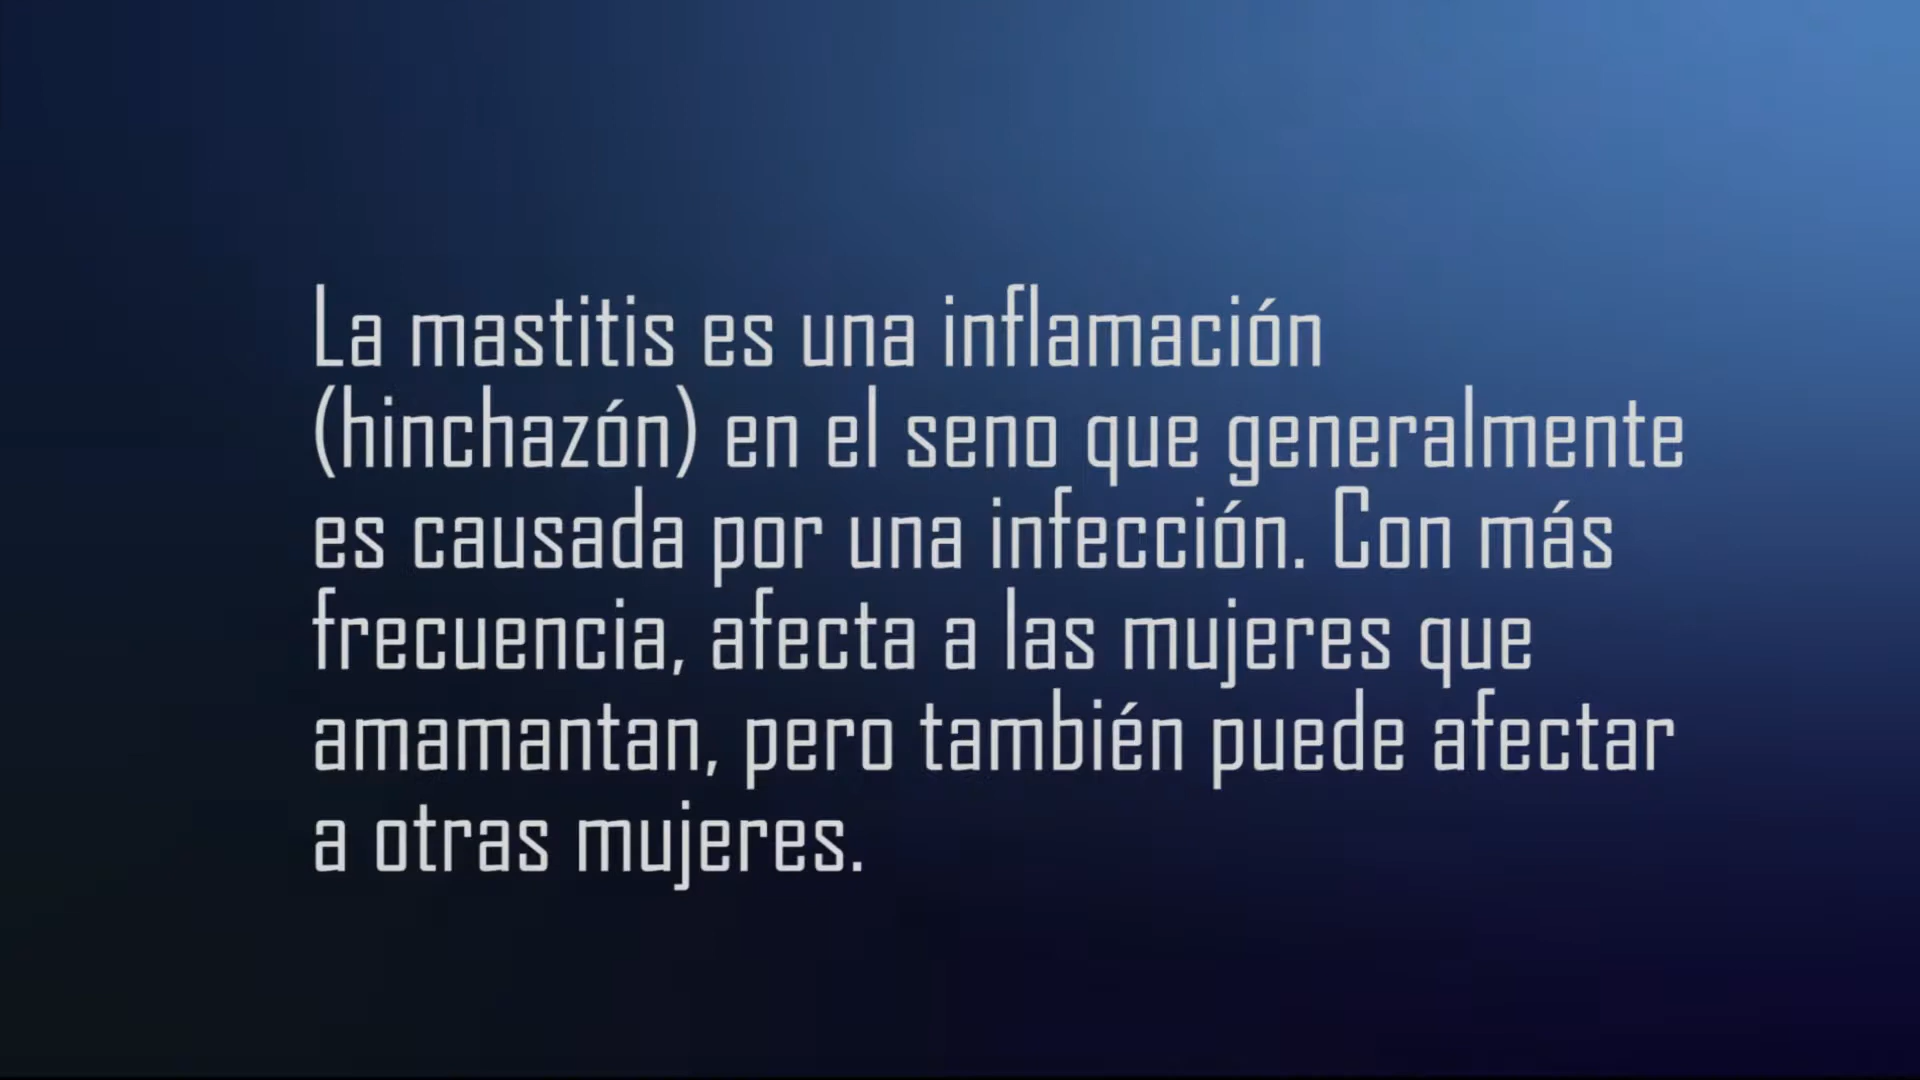 La mastitis es una inflamación
(hinchazón) en el seno que generalmente
es causada por una infección. Con más
frecuencia, afecta a las mujeres que
amamantan, pero también puede afectar
a otras mujeres.